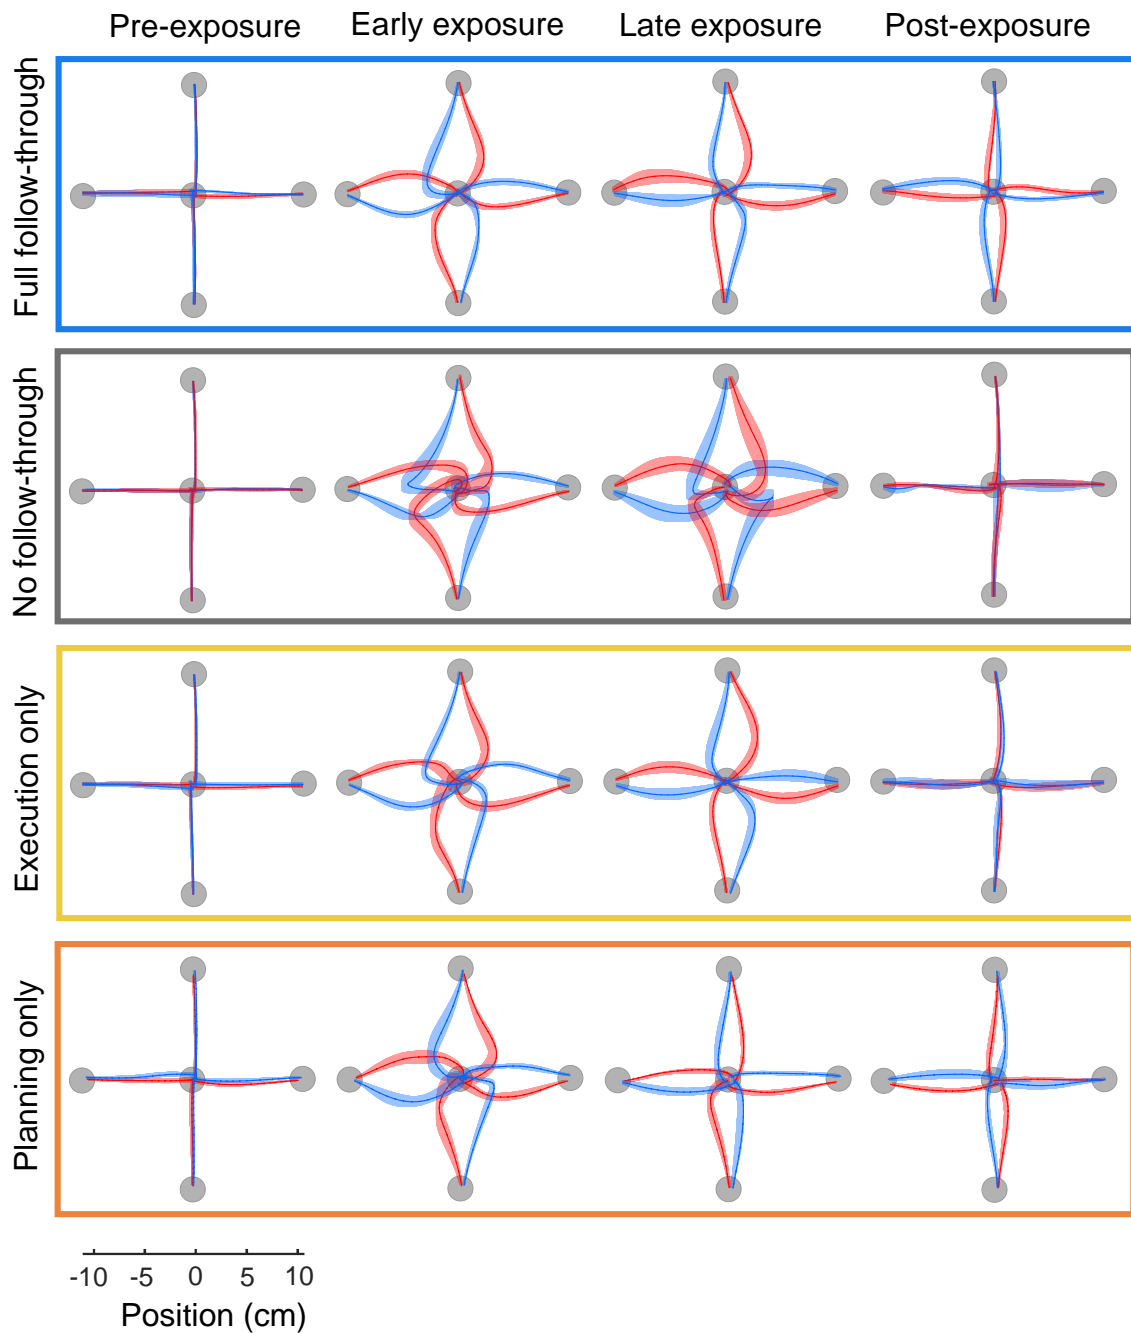 Pre-exposure Early exposure Late exposure Post-exposure
Full follow-through
No follow-through
Execution only
Planning only
-10 -5 0 5 10
Position (cm)